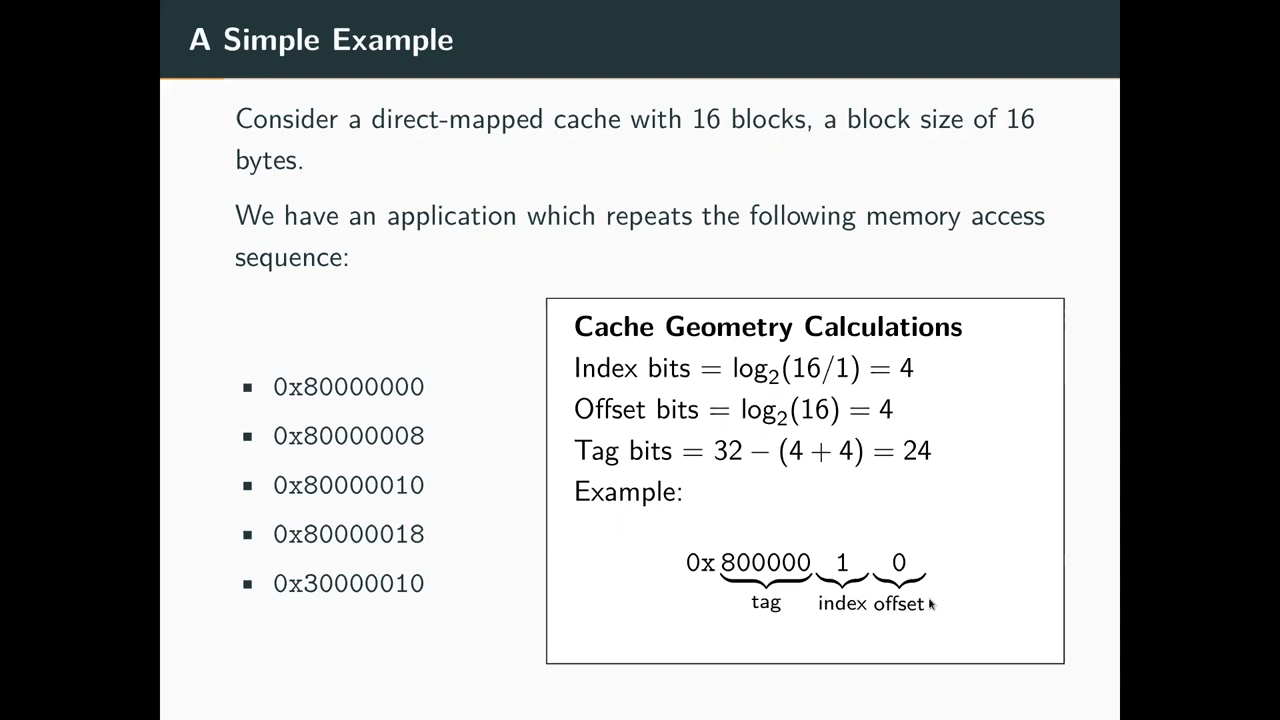 A Simple Example
Consider a direct-mapped cache with 16 blocks, a block size of 16
bytes.
We have an application which repeats the following memory access
sequence:
▪ 0x80000000
▪ 0x80000008
▪ 0x80000010
▪ 0x80000018
▪ 0x30000010
Cache Geometry Calculations
Index bits = log₂(16/1) = 4
Offset bits = log₂(16) = 4
Tag bits = 32 − (4 + 4) = 24
Example:
0x 800000 1 0
tag index offset